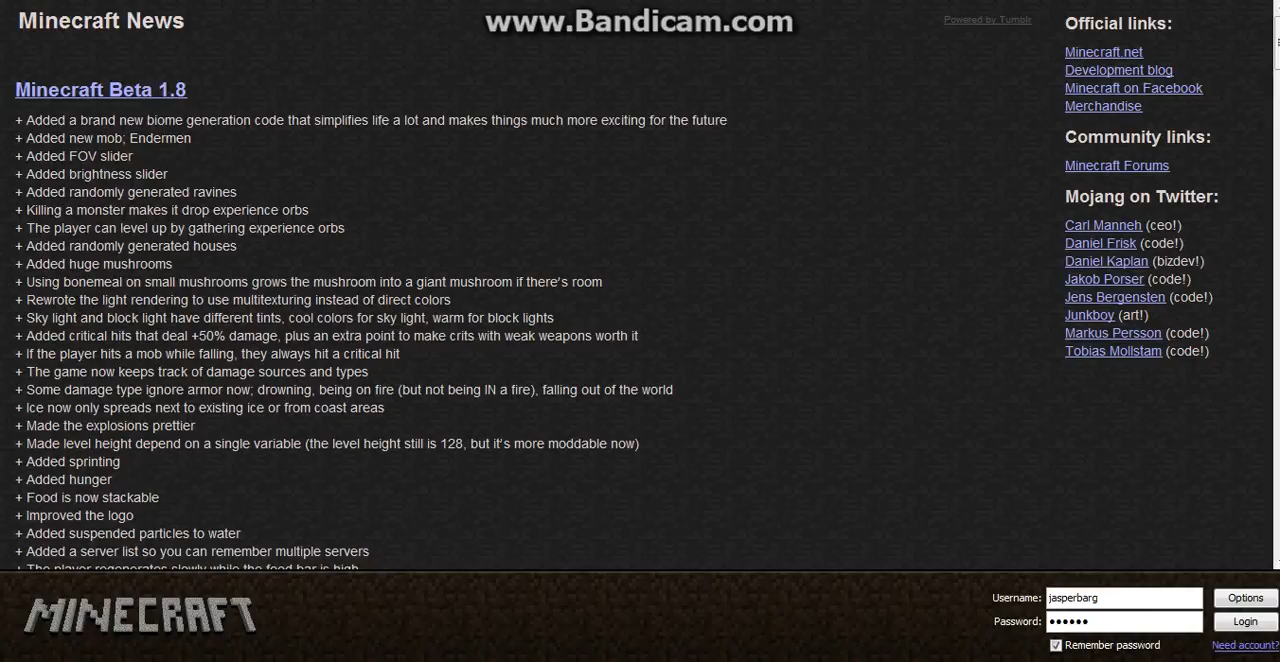 Minecraft News
www.Bandicam.com
Powered by Tumblr
Minecraft Beta 1.8
+ Added a brand new biome generation code that simplifies life a lot and makes things much more exciting for the future
+ Added new mob; Endermen
+ Added FOV slider
+ Added brightness slider
+ Added randomly generated ravines
+ Killing a monster makes it drop experience orbs
+ The player can level up by gathering experience orbs
+ Added randomly generated houses
+ Added huge mushrooms
+ Using bonemeal on small mushrooms grows the mushroom into a giant mushroom if there's room
+ Rewrote the light rendering to use multitexturing instead of direct colors
+ Sky light and block light have different tints, cool colors for sky light, warm for block lights
+ Added critical hits that deal +50% damage, plus an extra point to make crits with weak weapons worth it
+ If the player hits a mob while falling, they always hit a critical hit
+ The game now keeps track of damage sources and types
+ Some damage type ignore armor now; drowning, being on fire (but not being IN a fire), falling out of the world
+ Ice now only spreads next to existing ice or from coast areas
+ Made the explosions prettier
+ Made level height depend on a single variable (the level height still is 128, but it's more moddable now)
+ Added sprinting
+ Added hunger
+ Food is now stackable
+ Improved the logo
+ Added suspended particles to water
+ Added a server list so you can remember multiple servers
+ The player regenerates slowly while the food bar is high
Official links:
Minecraft.net
Development blog
Minecraft on Facebook
Merchandise
Community links:
Minecraft Forums
Mojang on Twitter:
Carl Manneh (ceo!)
Daniel Frisk (code!)
Daniel Kaplan (bizdev!)
Jakob Porser (code!)
Jens Bergensten (code!)
Junkboy (art!)
Markus Persson (code!)
Tobias Mollstam (code!)
MINECRAFT
Username: jasperbarg Options
Password: •••••• Login
Remember password Need account?